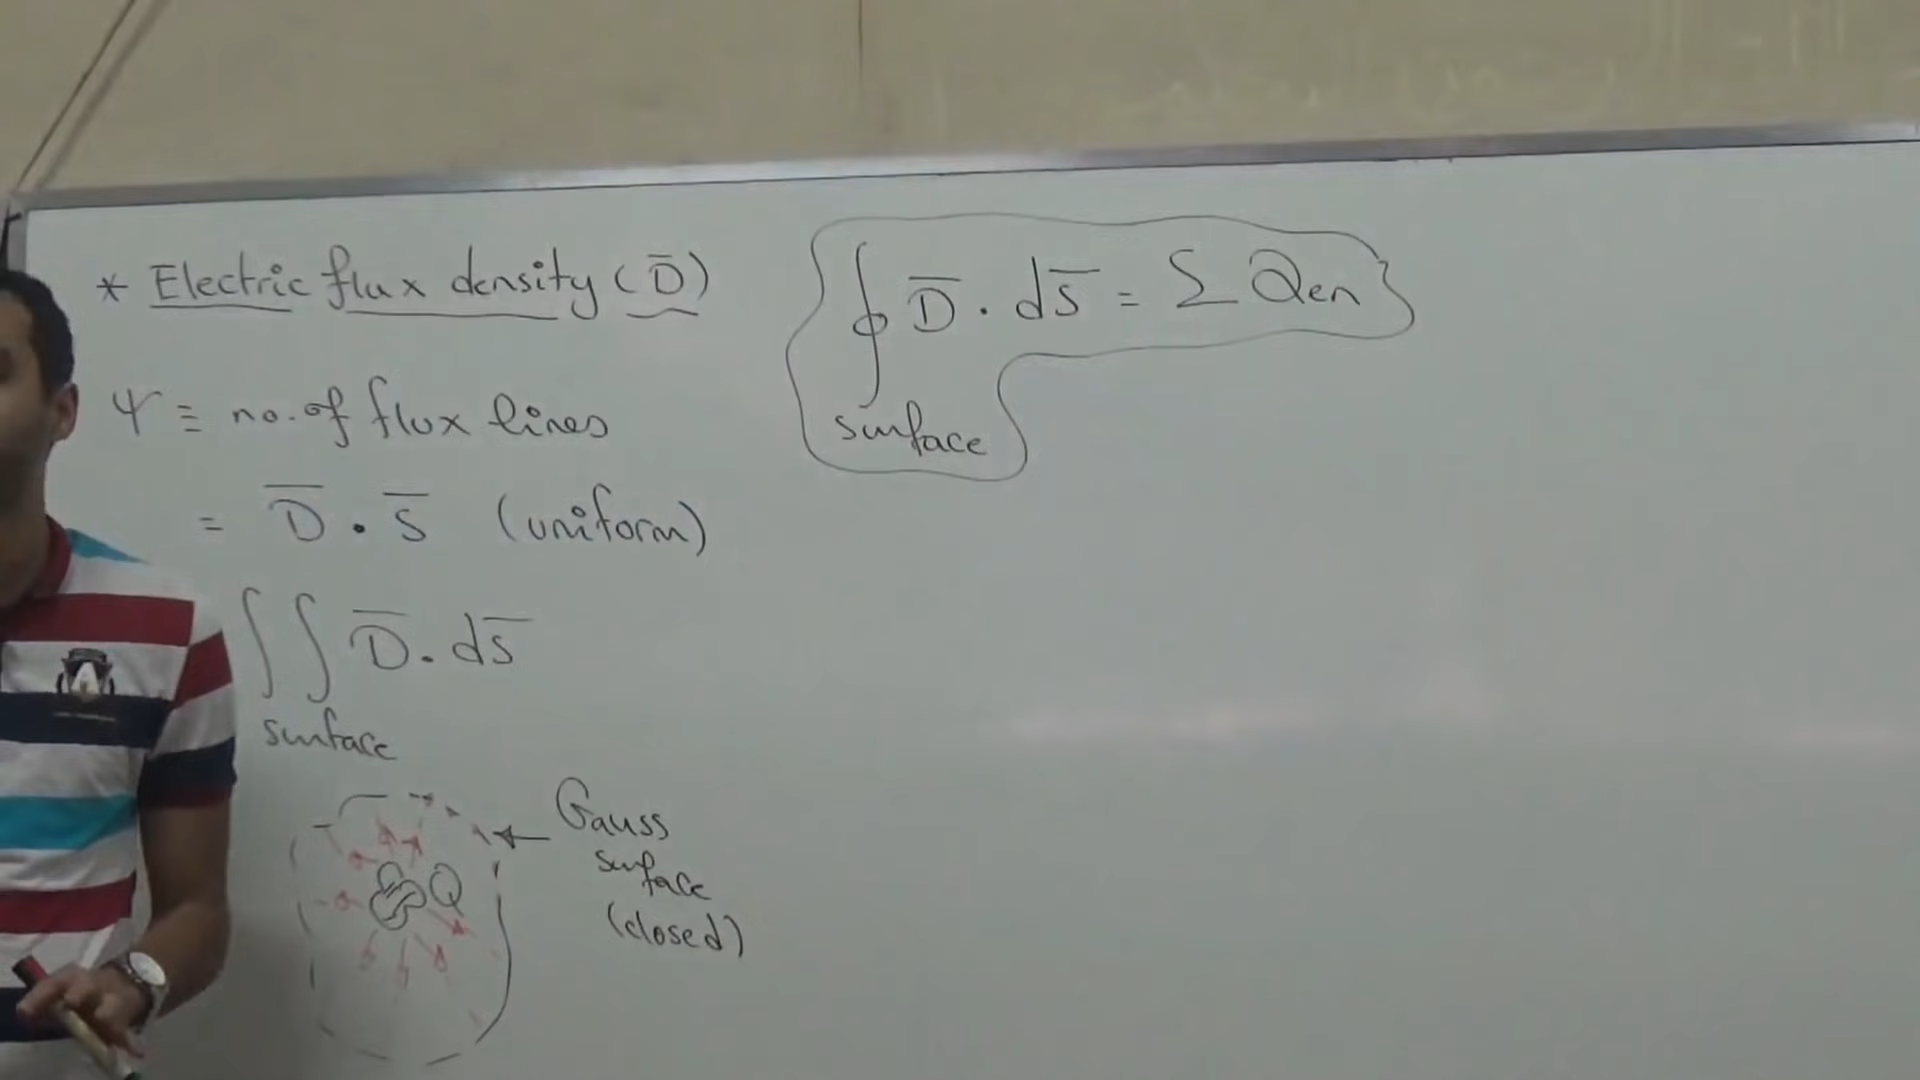 * Electric flux density (D̅)
Ψ ≡ no. of flux lines
= D̅ . S̅ (uniform)
∫∫ D̅ . dS̅
surface
Q
Gauss
surface
(closed)
∮ D̅ . dS̅ = Σ Qen
surface